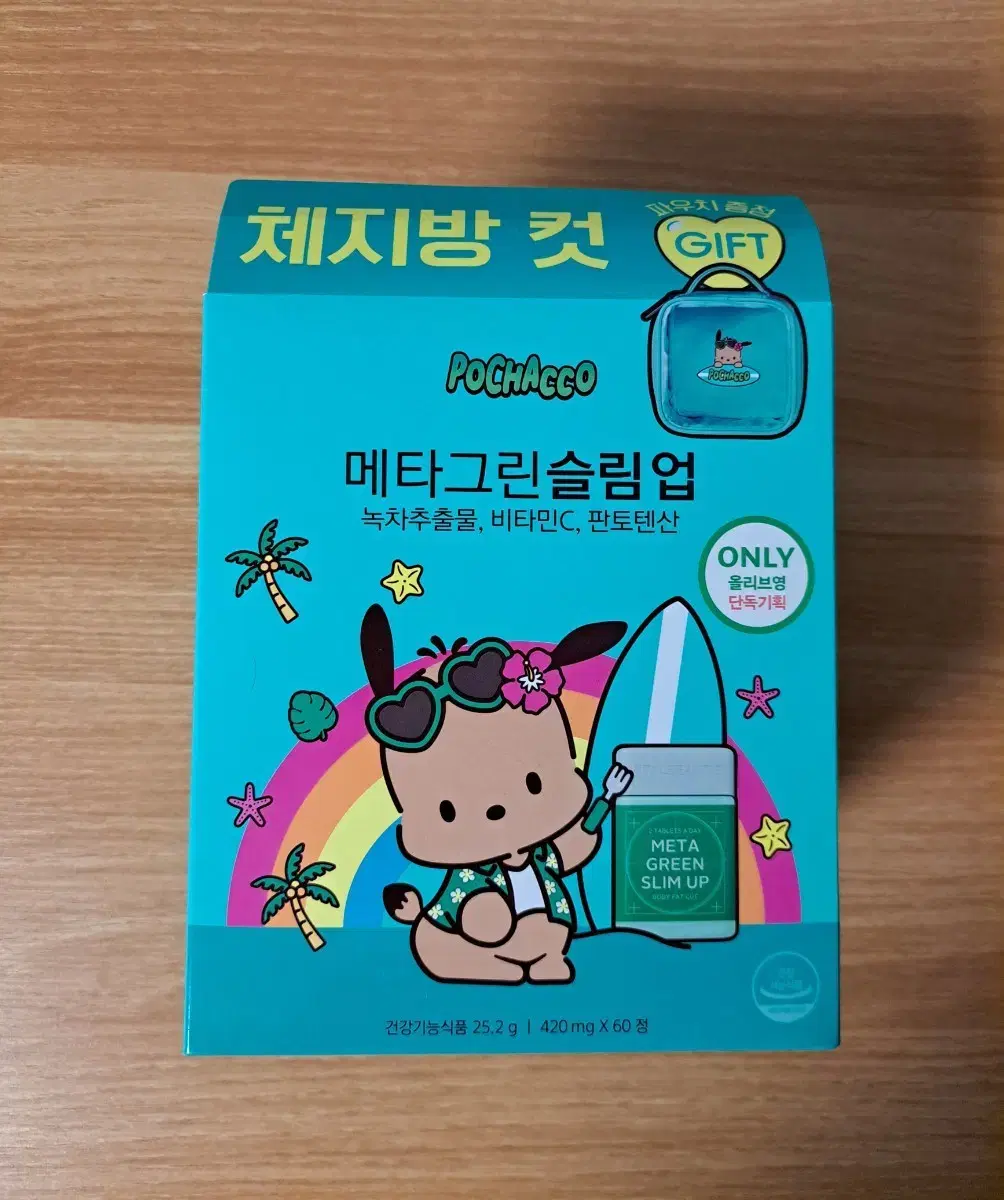 체지방 컷
파우치 증정
GIFT
POCHACCO
POCHACCO
메타그린슬림업
녹차추출물, 비타민C, 판토텐산
ONLY
올리브영
단독기획
2 TABLETS A DAY
META
GREEN
SLIM UP
건강기능식품 25.2 g | 420 mg X 60 정